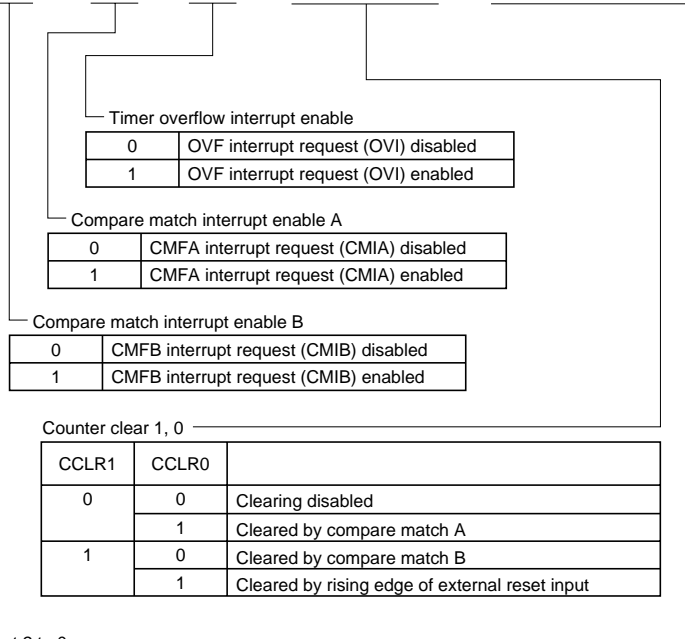 Timer overflow interrupt enable
0 OVF interrupt request (OVI) disabled
1 OVF interrupt request (OVI) enabled
Compare match interrupt enable A
0 CMFA interrupt request (CMIA) disabled
1 CMFA interrupt request (CMIA) enabled
Compare match interrupt enable B
0 CMFB interrupt request (CMIB) disabled
1 CMFB interrupt request (CMIB) enabled
Counter clear 1, 0
CCLR1 CCLR0
0 0 Clearing disabled
1 Cleared by compare match A
1 0 Cleared by compare match B
1 Cleared by rising edge of external reset input